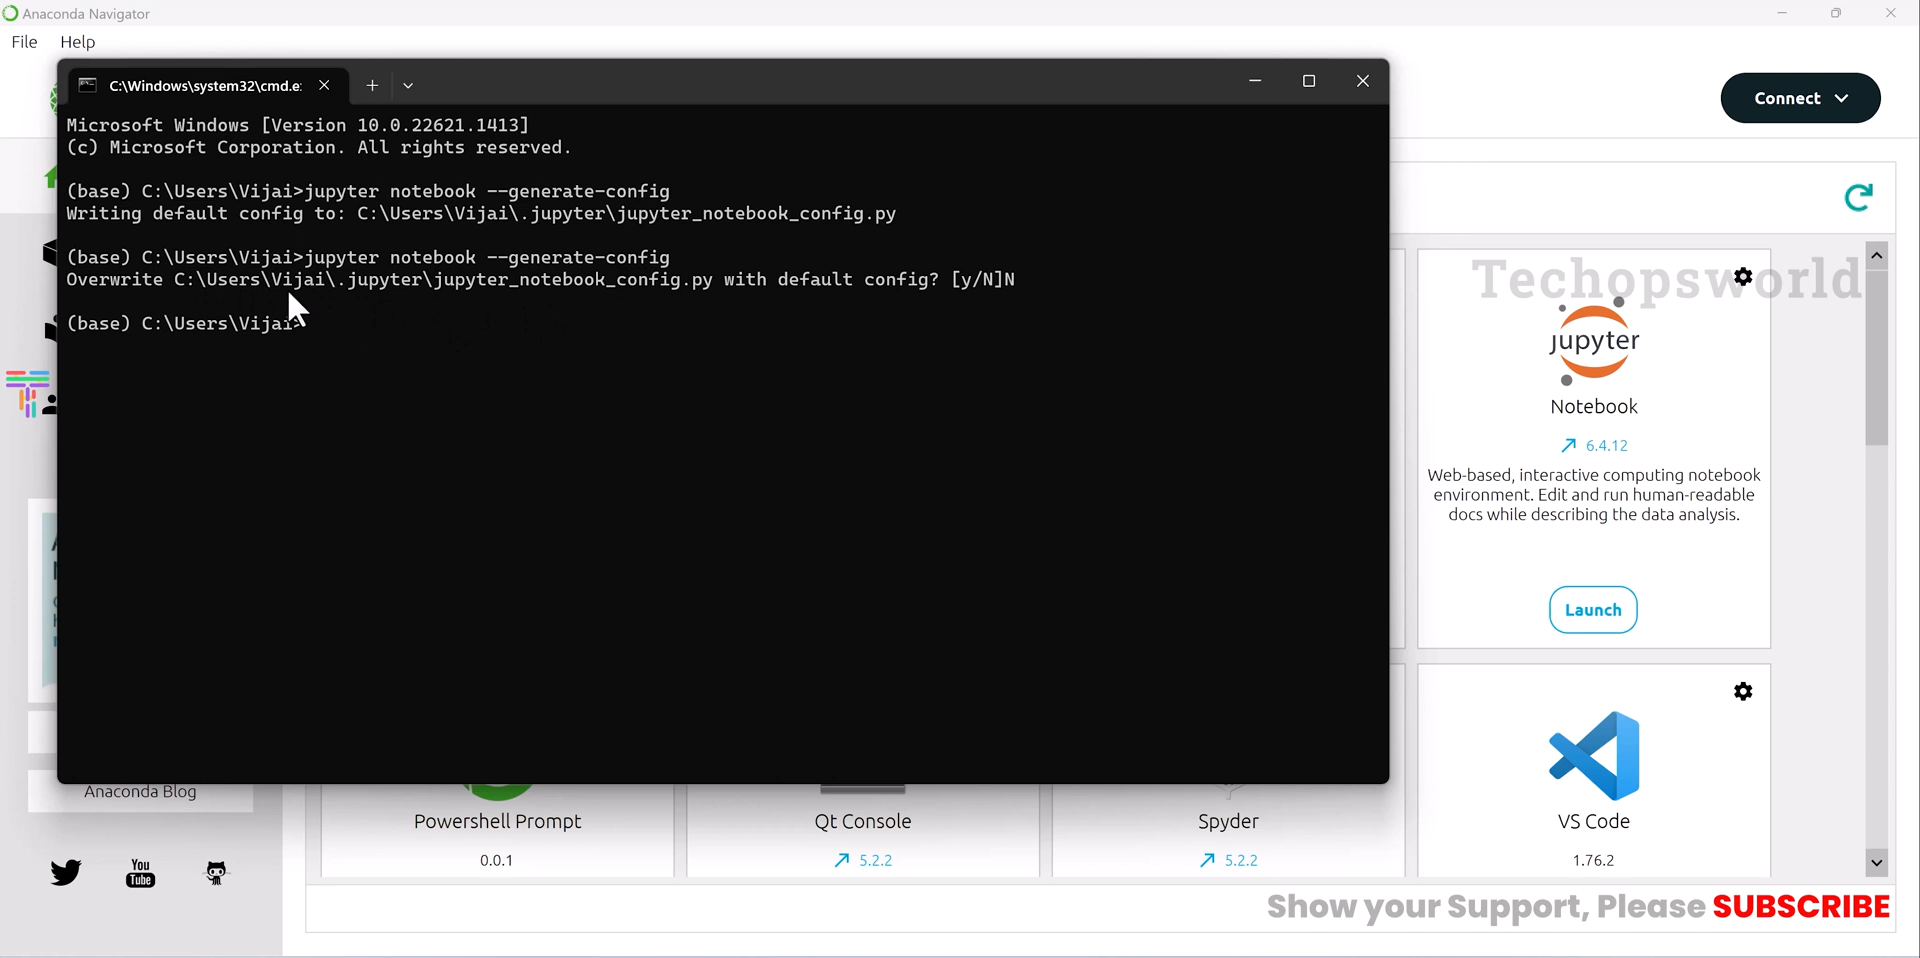 Anaconda Navigator
File Help
C:\Windows\system32\cmd.e:
Connect
Microsoft Windows [Version 10.0.22621.1413]
(c) Microsoft Corporation. All rights reserved.
(base) C:\Users\Vijai>jupyter notebook --generate-config
Writing default config to: C:\Users\Vijai\.jupyter\jupyter_notebook_config.py
(base) C:\Users\Vijai>jupyter notebook --generate-config
Overwrite C:\Users\Vijai\.jupyter\jupyter_notebook_config.py with default config? [y/N]N
(base) C:\Users\Vijai>
Techopsworld
jupyter
Notebook
6.4.12
Web-based, interactive computing notebook
environment. Edit and run human-readable
docs while describing the data analysis.
Launch
Anaconda Blog
Powershell Prompt
0.0.1
Qt Console
5.2.2
Spyder
5.2.2
VS Code
1.76.2
You
Tube
Show your Support, Please SUBSCRIBE